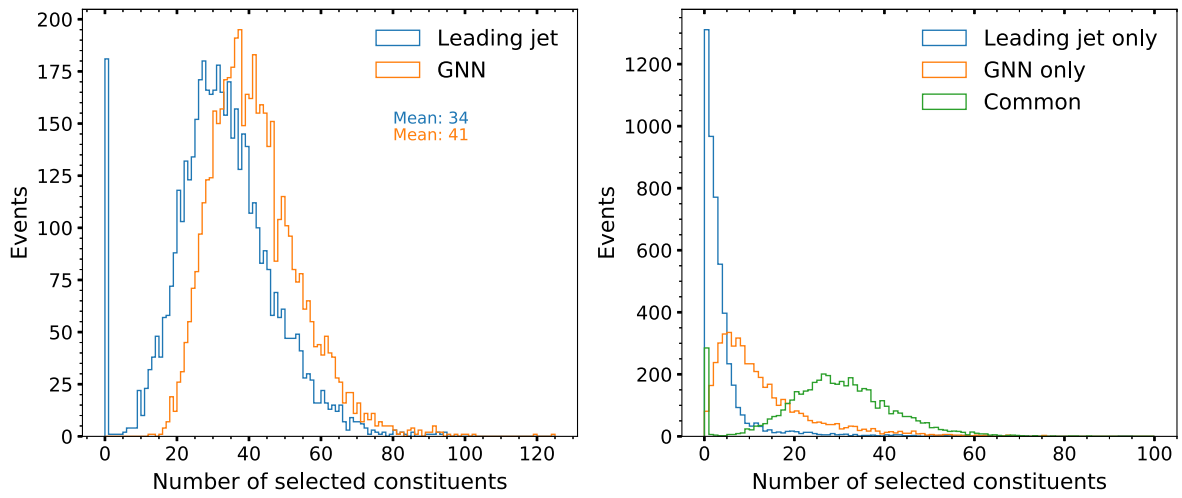 200
175
150
125
100
75
50
25
0
Events
Leading jet
GNN
Mean: 34
Mean: 41
0 20 40 60 80 100 120
Number of selected constituents
1200
1000
800
600
400
200
0
Events
Leading jet only
GNN only
Common
0 20 40 60 80 100
Number of selected constituents